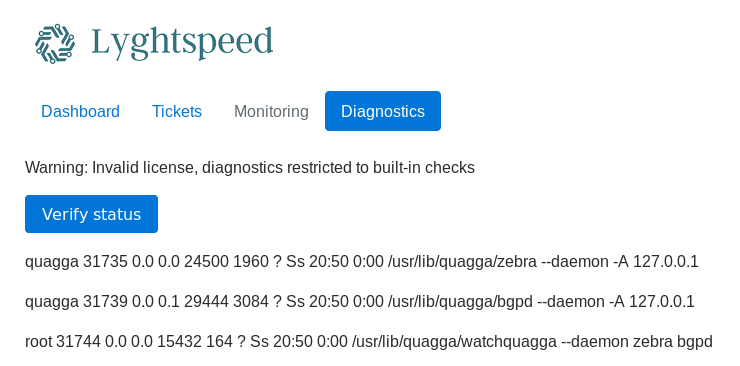 Lyghtspeed
Dashboard Tickets Monitoring Diagnostics
Warning: Invalid license, diagnostics restricted to built-in checks
Verify status
quagga 31735 0.0 0.0 24500 1960 ? Ss 20:50 0:00 /usr/lib/quagga/zebra --daemon -A 127.0.0.1
quagga 31739 0.0 0.1 29444 3084 ? Ss 20:50 0:00 /usr/lib/quagga/bgpd --daemon -A 127.0.0.1
root 31744 0.0 0.0 15432 164 ? Ss 20:50 0:00 /usr/lib/quagga/watchquagga --daemon zebra bgpd